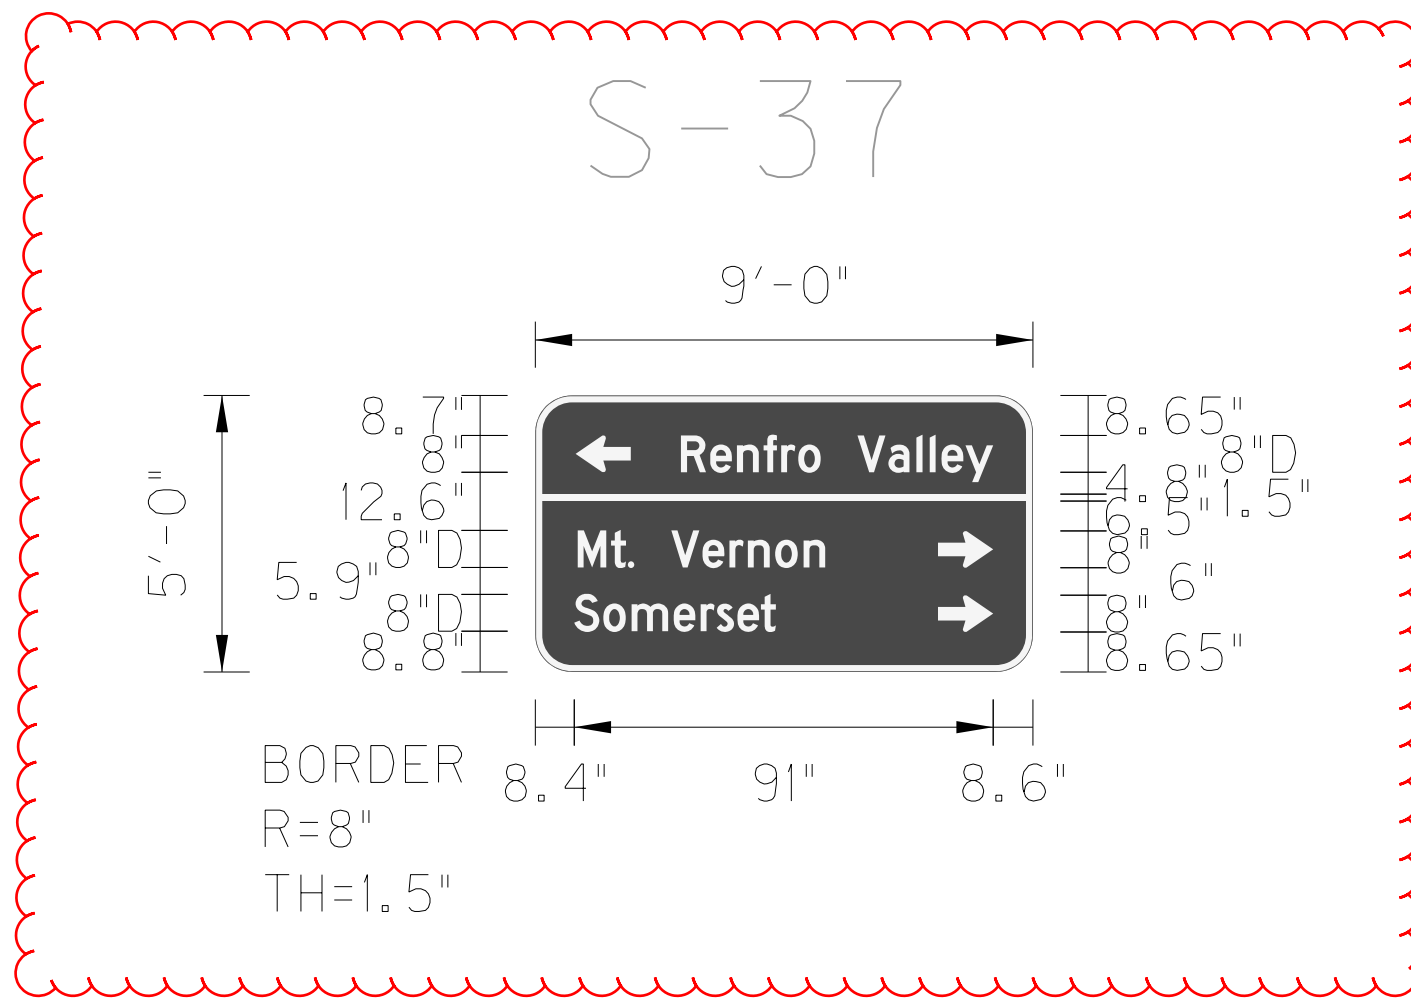 S-37
9'-0"
5'-0"
8.7"
8"
12.6"
8"D
5.9"
8"D
8.8"
Renfro Valley
Mt. Vernon
Somerset
8.65"
8"D
4.8"
1.5"
6.5"
8"
6"
8"
8.65"
8.4"
91"
8.6"
BORDER
R=8"
TH=1.5"